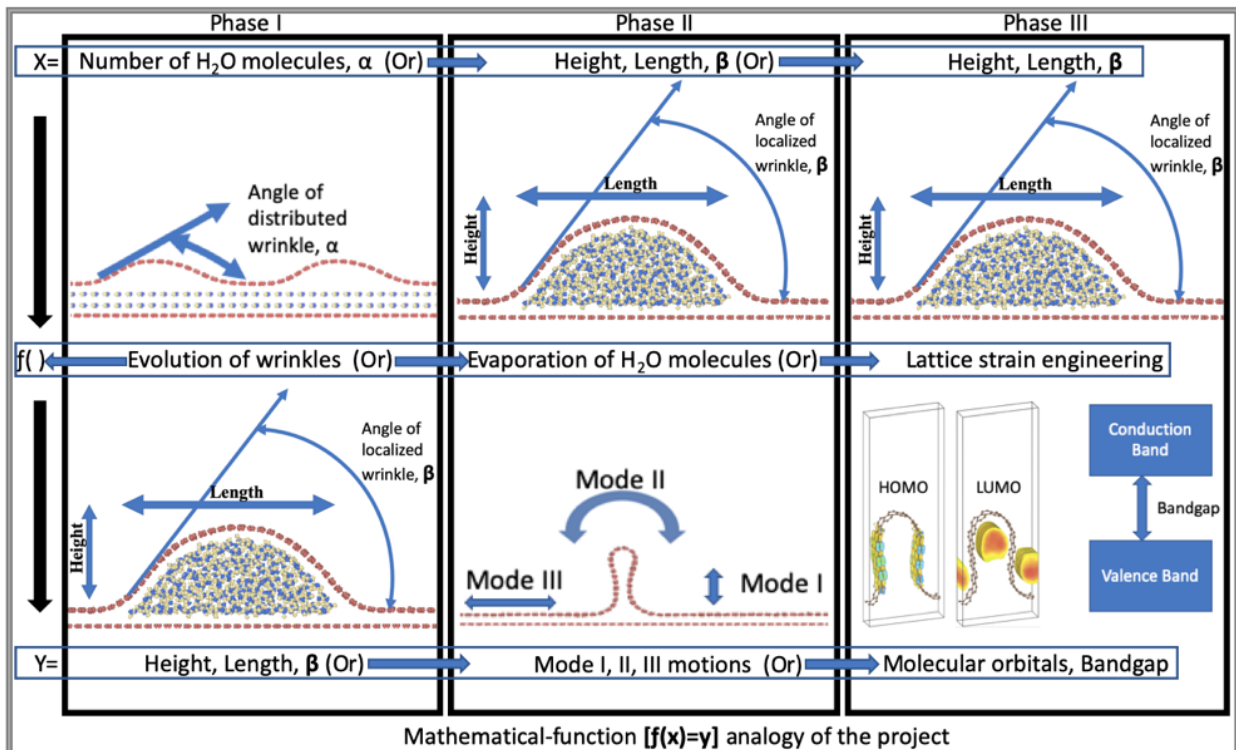 Phase I
Phase II
Phase III
X= Number of H₂O molecules, α (Or) Height, Length, β (Or) Height, Length, β
Angle of
distributed
wrinkle, α
Angle of
localized
wrinkle, β
Length
Height
Angle of
localized
wrinkle, β
Length
Height
ƒ( ) Evolution of wrinkles (Or) Evaporation of H₂O molecules (Or) Lattice strain engineering
Angle of
localized
wrinkle, β
Length
Height
Mode II
Mode III
Mode I
HOMO
LUMO
Conduction
Band
Bandgap
Valence Band
Y= Height, Length, β (Or) Mode I, II, III motions (Or) Molecular orbitals, Bandgap
Mathematical-function [ƒ(x)=y] analogy of the project